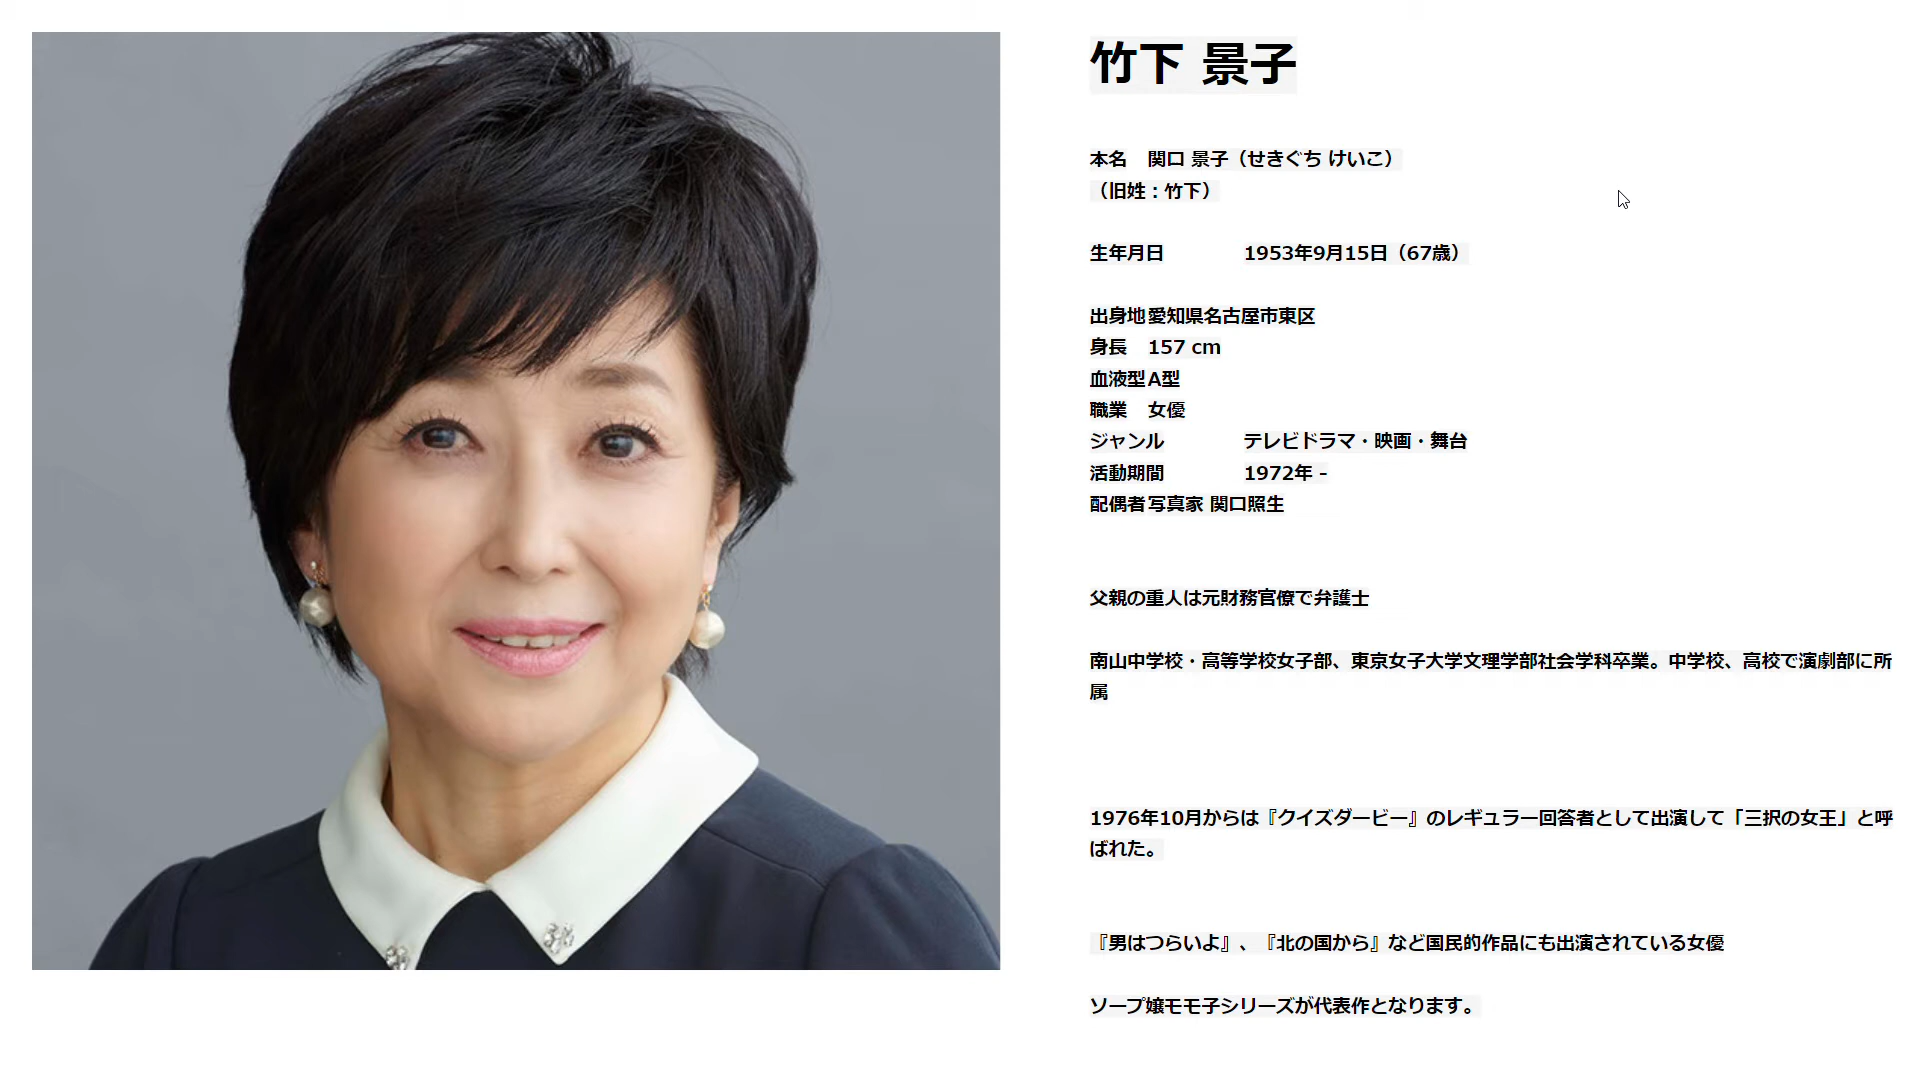 竹下 景子
本名 関口 景子（せきぐち けいこ）
（旧姓：竹下）
生年月日 1953年9月15日（67歳）
出身地 愛知県名古屋市東区
身長 157 cm
血液型 A型
職業 女優
ジャンル テレビドラマ・映画・舞台
活動期間 1972年 -
配偶者 写真家 関口照生
父親の重人は元財務官僚で弁護士
南山中学校・高等学校女子部、東京女子大学文理学部社会学科卒業。中学校、高校で演劇部に所
属
1976年10月からは『クイズダービー』のレギュラー回答者として出演して「三択の女王」と呼
ばれた。
『男はつらいよ』、『北の国から』など国民的作品にも出演されている女優
ソープ嬢モモ子シリーズが代表作となります。